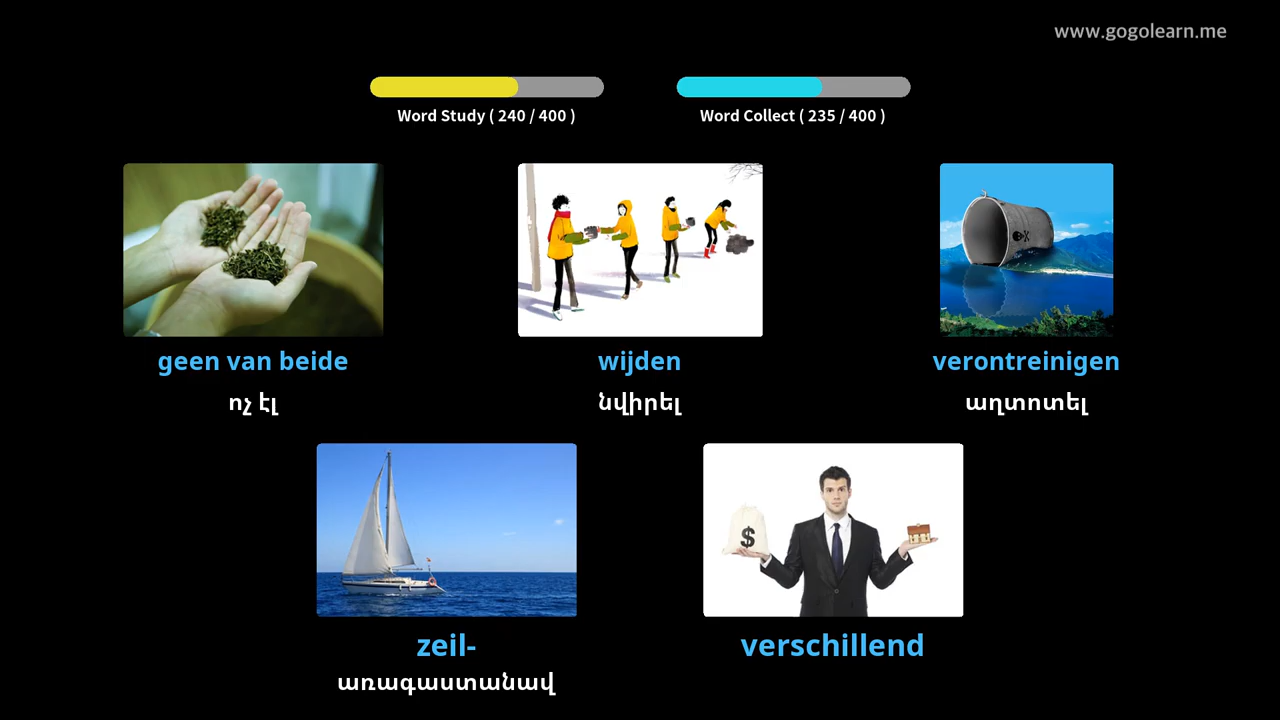 www.gogolearn.me
Word Study ( 240 / 400 )
Word Collect ( 235 / 400 )
geen van beide
ոչ էլ
wijden
նվիրել
verontreinigen
աղտոտել
zeil-
առագաստանավ
verschillend
$